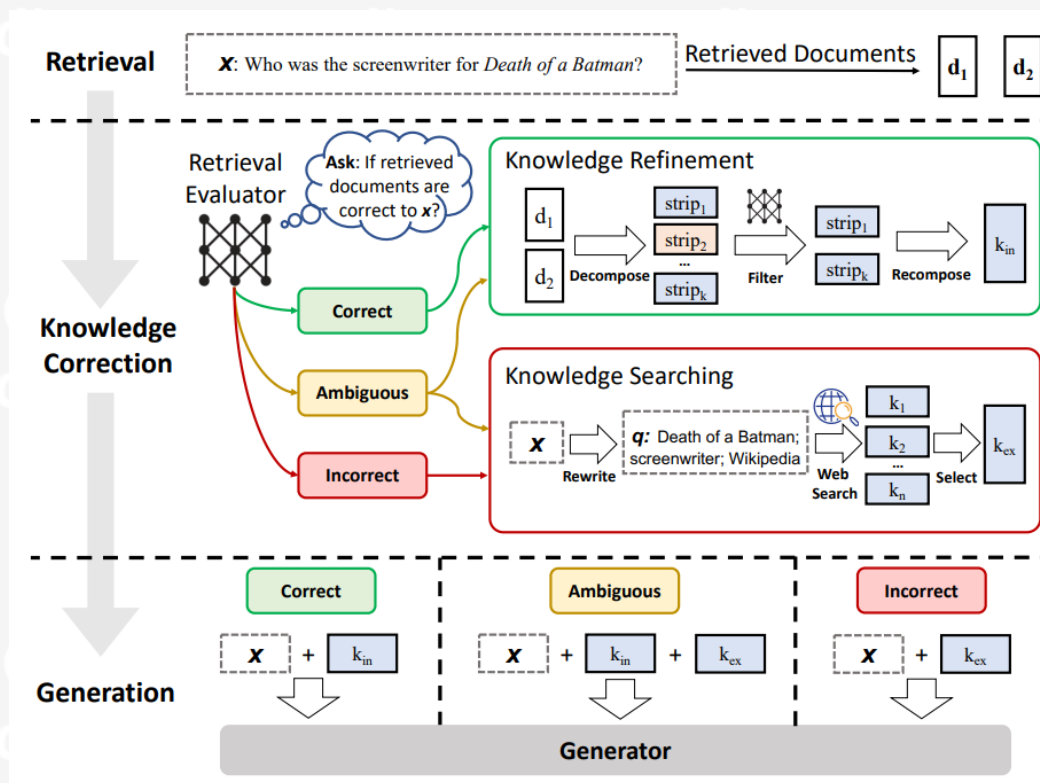 Retrieval
x: Who was the screenwriter for Death of a Batman?
Retrieved Documents
d1
d2
Retrieval
Evaluator
Ask: If retrieved
documents are
correct to x?
Correct
Ambiguous
Incorrect
Knowledge
Correction
Knowledge Refinement
d1
d2
Decompose
strip1
strip2
...
stripk
Filter
strip1
stripk
Recompose
kin
Knowledge Searching
x
Rewrite
q: Death of a Batman;
screenwriter; Wikipedia
Web
Search
k1
k2
...
kn
Select
kex
Generation
Correct
x + kin
Ambiguous
x + kin + kex
Incorrect
x + kex
Generator